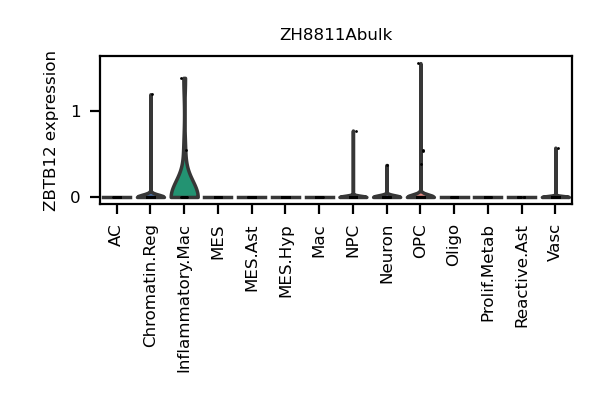 ZH8811Abulk
ZBTB12 expression
1
0
AC
Chromatin.Reg
Inflammatory.Mac
MES
MES.Ast
MES.Hyp
Mac
NPC
Neuron
OPC
Oligo
Prolif.Metab
Reactive.Ast
Vasc